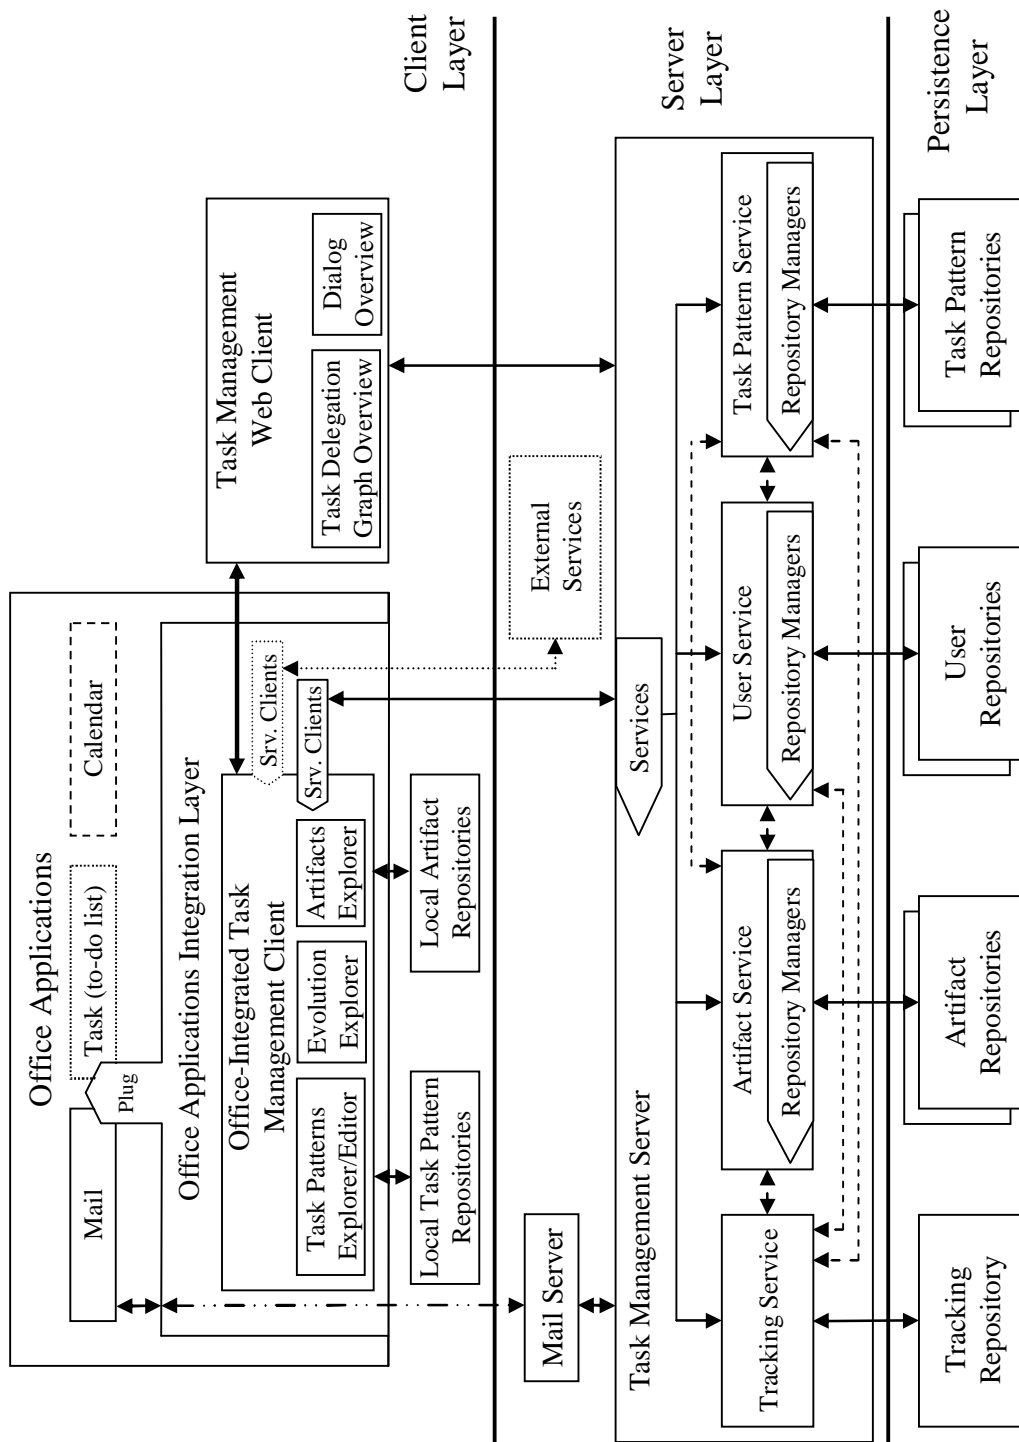 Office Applications
Mail
Plug
Task (to-do list)
Calendar
Office Applications Integration Layer
Office-Integrated Task
Management Client
Task Patterns
Explorer/Editor
Evolution
Explorer
Artifacts
Explorer
Srv. Clients
Srv. Clients
Task Management
Web Client
Task Delegation
Graph Overview
Dialog
Overview
Local Task Pattern
Repositories
Local Artifact
Repositories
Client
Layer
Mail Server
External
Services
Task Management Server
Services
Server
Layer
Tracking Service
Artifact Service
Repository Managers
User Service
Repository Managers
Task Pattern Service
Repository Managers
Tracking
Repository
Artifact
Repositories
User
Repositories
Task Pattern
Repositories
Persistence
Layer